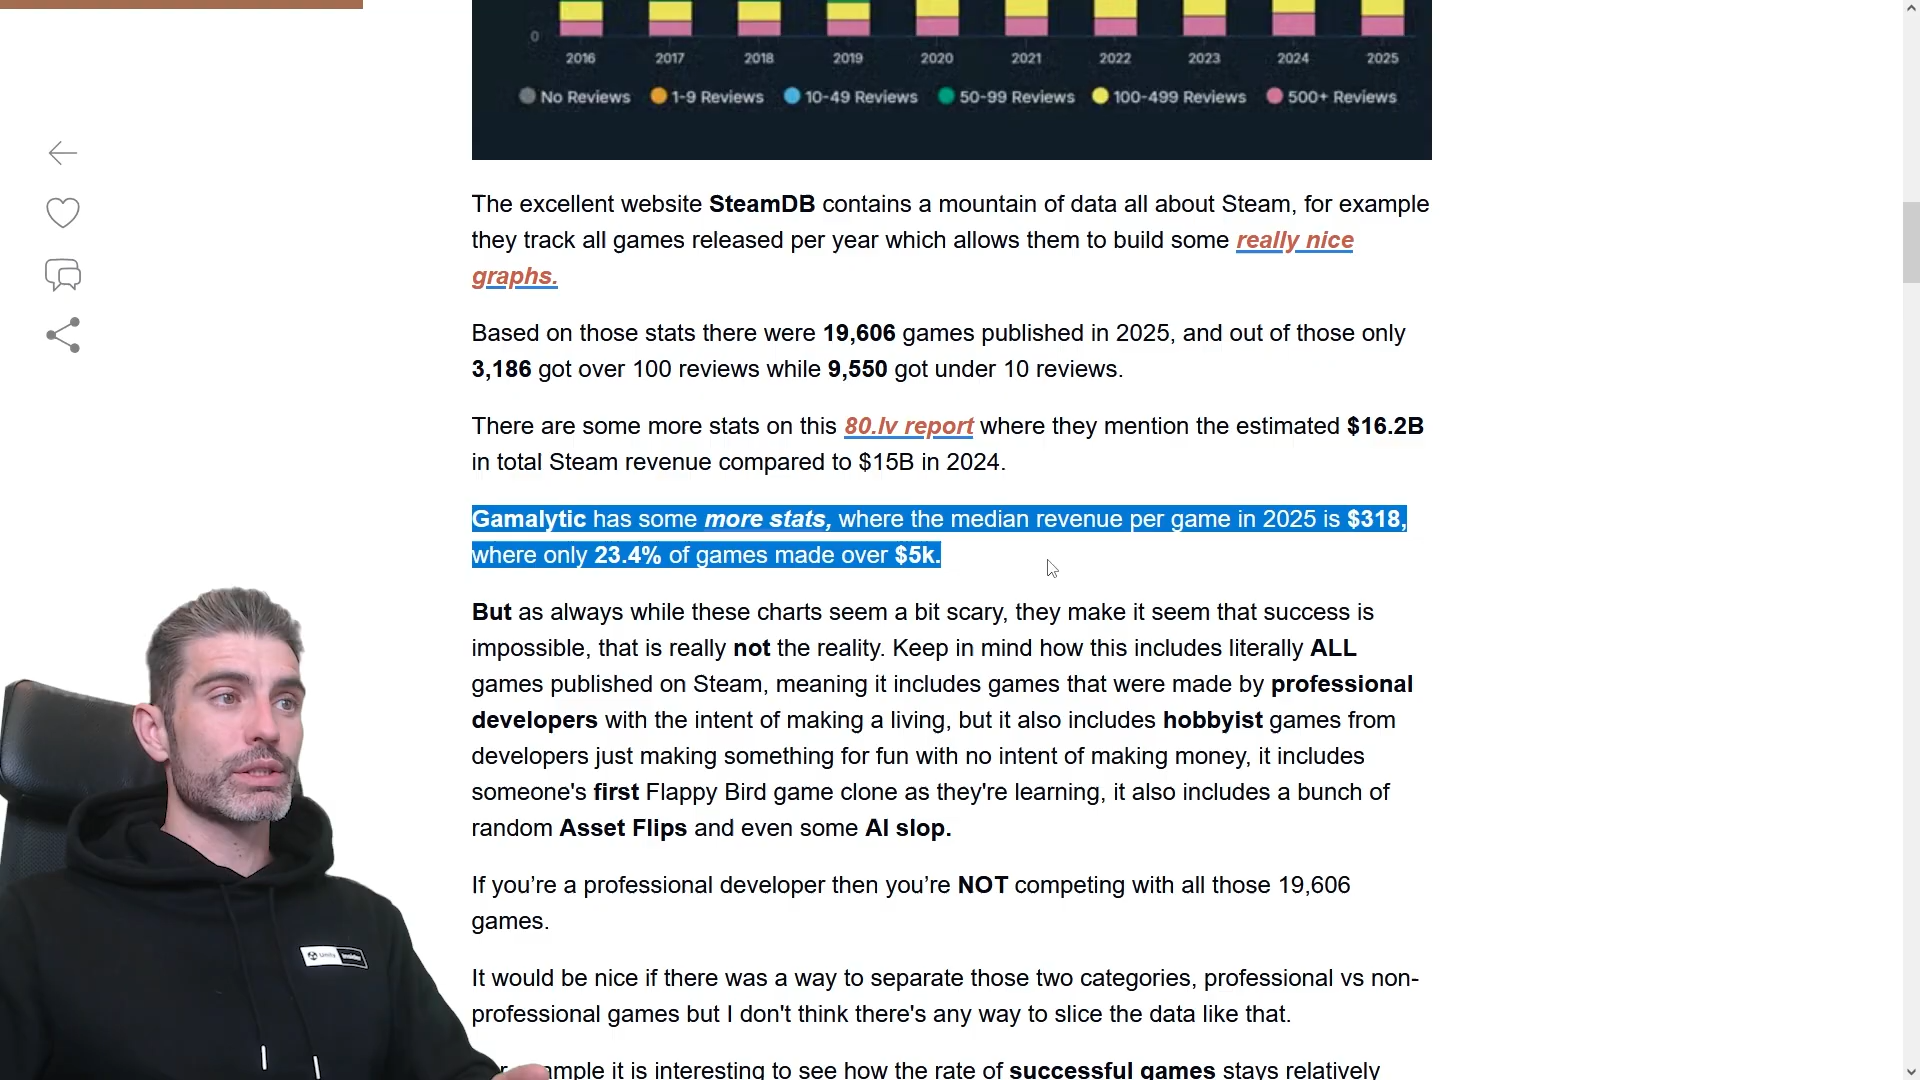 0
2016 2017 2018 2019 2020 2021 2022 2023 2024 2025
No Reviews 1-9 Reviews 10-49 Reviews 50-99 Reviews 100-499 Reviews 500+ Reviews
The excellent website SteamDB contains a mountain of data all about Steam, for example
they track all games released per year which allows them to build some really nice
graphs.
Based on those stats there were 19,606 games published in 2025, and out of those only
3,186 got over 100 reviews while 9,550 got under 10 reviews.
There are some more stats on this 80.lv report where they mention the estimated $16.2B
in total Steam revenue compared to $15B in 2024.
Gamalytic has some more stats, where the median revenue per game in 2025 is $318,
where only 23.4% of games made over $5k.
But as always while these charts seem a bit scary, they make it seem that success is
impossible, that is really not the reality. Keep in mind how this includes literally ALL
games published on Steam, meaning it includes games that were made by professional
developers with the intent of making a living, but it also includes hobbyist games from
developers just making something for fun with no intent of making money, it includes
someone's first Flappy Bird game clone as they're learning, it also includes a bunch of
random Asset Flips and even some AI slop.
If you’re a professional developer then you’re NOT competing with all those 19,606
games.
It would be nice if there was a way to separate those two categories, professional vs non-
professional games but I don't think there's any way to slice the data like that.
it is interesting to see how the rate of successful games stays relatively
Unity Insider